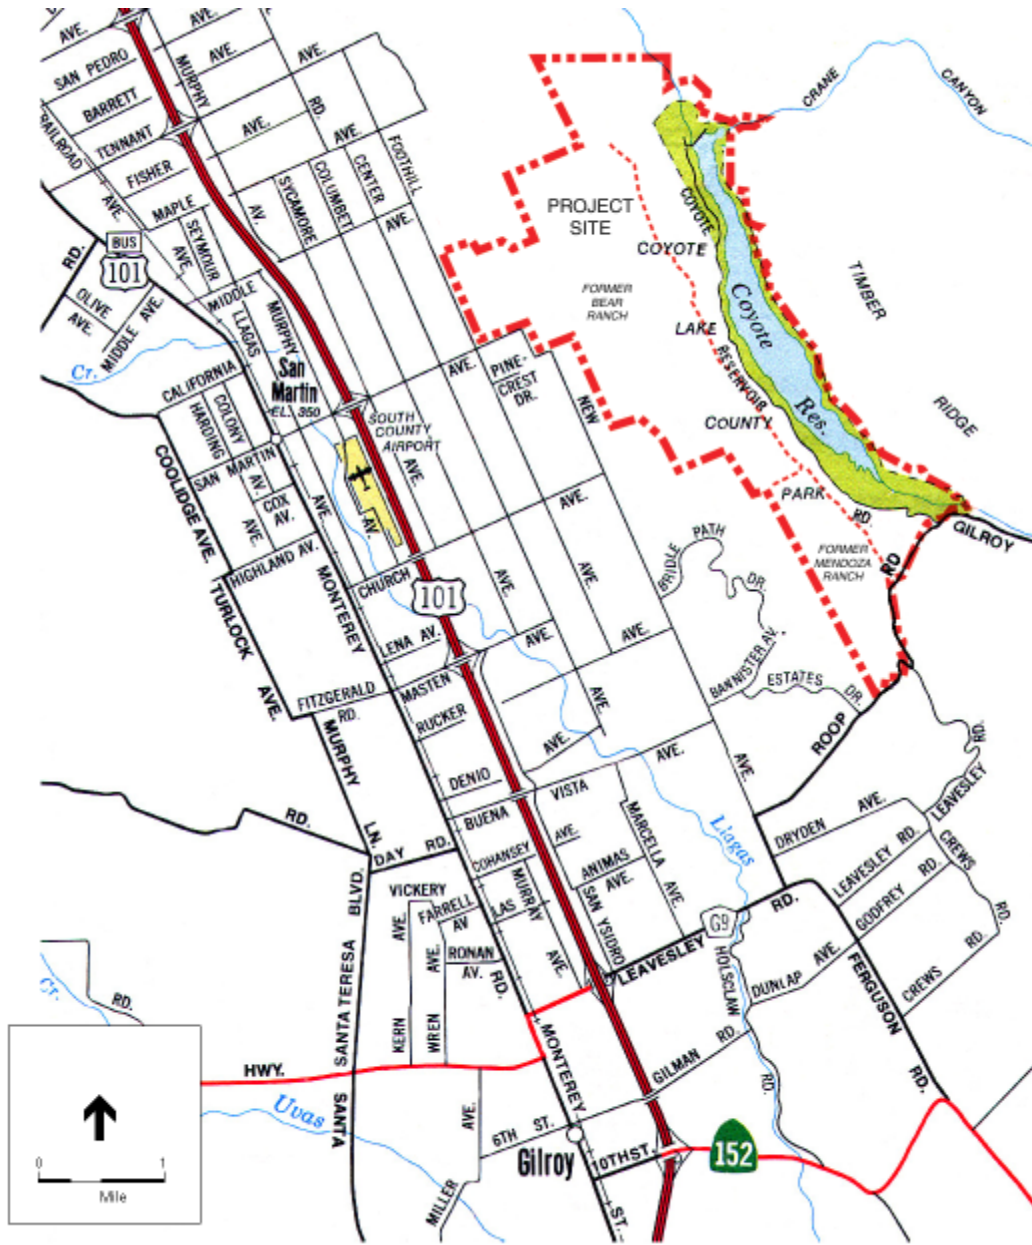 AVE.
AVE.
AVE.
AVE.
SAN PEDRO
MURPHY
BARRETT
RD.
CRANE
CANYON
RAILROAD
TENNANT
AVE.
AVE.
FOOTHILL
FISHER
CENTER
COLUMBET
SYCAMORE
MAPLE
AVE.
AV.
AVE.
SEYMOUR
AVE.
COYOTE
PROJECT
SITE
BUS
101
RD.
COYOTE
TIMBER
OLIVE
AVE.
MIDDLE AVE.
MIDDLE
FORMER
BEAR
RANCH
Coyote
Res.
LLAGAS
MURPHY
LAKE
RESERVOIR
Cr.
CALIFORNIA
San
Martin
EL. 350
AVE.
PINE-
CREST
DR.
NEW
RIDGE
HARDING
COLONY
SOUTH
COUNTY
AIRPORT
COUNTY
COOLIDGE AVE.
SAN MARTIN
AV.
COX
AV.
AVE.
AVE.
AVE.
AV.
AVE.
PARK
RD.
GILROY
HIGHLAND AV.
CHURCH
BRIDLE
PATH
DR.
FORMER
MENDOZA
RANCH
RD
TURLOCK
AVE.
MONTEREY
101
AVE.
AVE.
LENA AV.
AVE.
AVE.
BANNISTER AV.
ESTATES
DR.
FITZGERALD
RD.
MASTEN
AVE.
ROOP
RD.
MURPHY
LN.
RUCKER
AVE.
AVE.
AVE.
DENIO
VISTA
LEAVESLEY
RD.
BUENA
MARCELLA
AVE.
Llagas
DRYDEN
AVE.
DAY RD.
COHANSEY
AVE.
ANIMAS
AVE.
LEAVESLEY RD.
CREWS
RD.
SANTA TERESA
BLVD.
VICKERY
FARRELL
AV
LAS
MURRAY
AVE.
SAN YSIDRO
G9
RD.
GODFREY RD.
KERN
AVE.
WREN
AVE.
RONAN
AV.
RD.
LEAVESLEY
HOLSCLAW
RD.
DUNLAP
AVE.
CREWS
RD.
FERGUSON
RD.
Cr.
RD.
MONTEREY
HWY.
GILMAN RD.
Uvas
SANTA
AVE.
6TH ST.
Gilroy
10TH ST.
152
MILLER
ST.
0 1
Mile